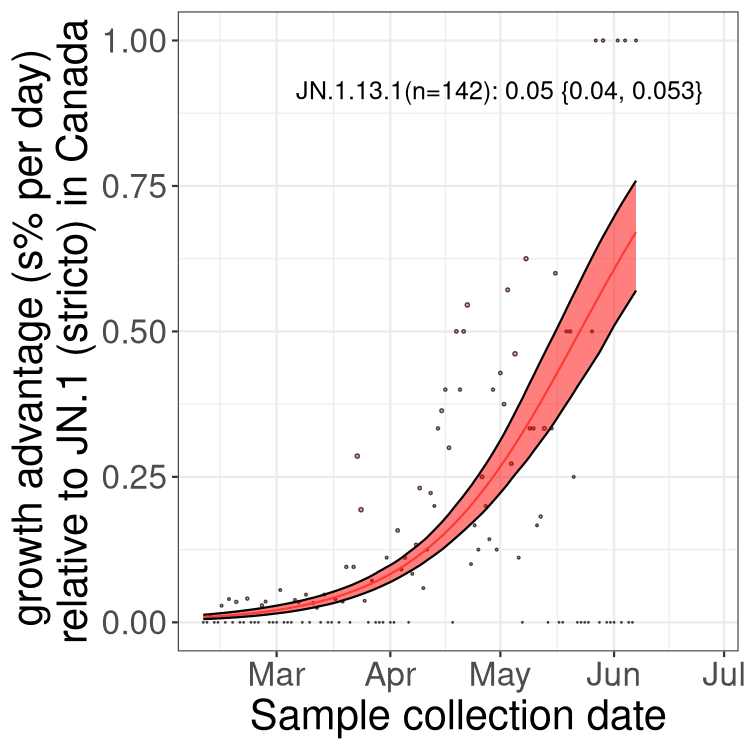 growth advantage (s% per day)
relative to JN.1 (stricto) in Canada
1.00
JN.1.13.1(n=142): 0.05 {0.04, 0.053}
0.75
0.50
0.25
0.00
Mar Apr May Jun Jul
Sample collection date